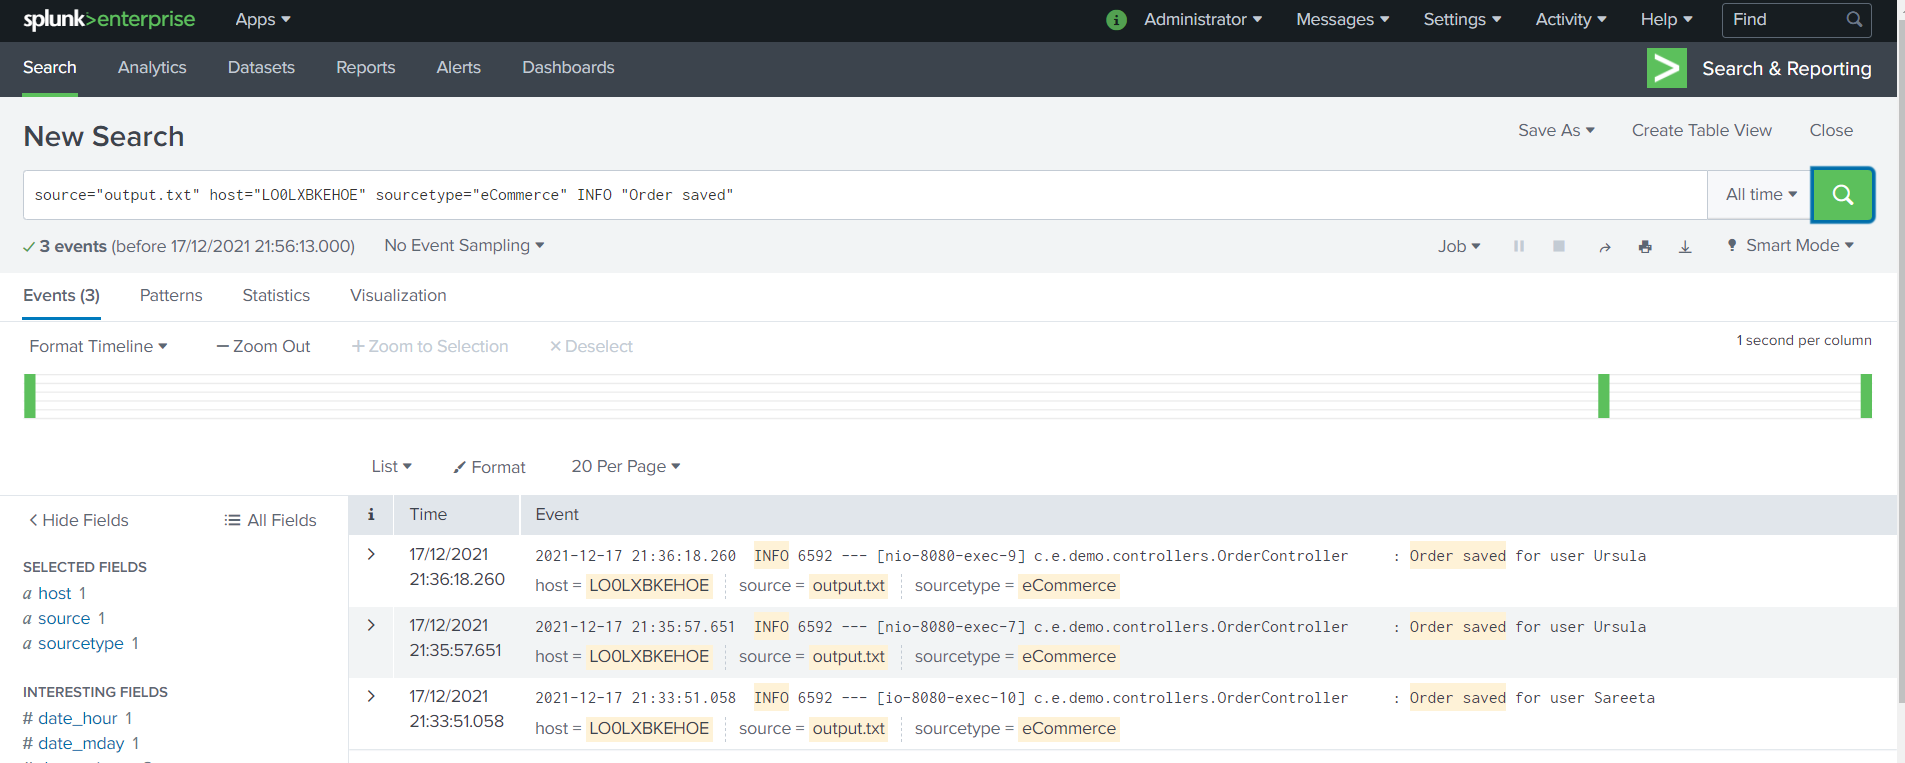 splunk>enterprise Apps Administrator Messages Settings Activity Help Find
Search Analytics Datasets Reports Alerts Dashboards Search & Reporting
New Search Save As Create Table View Close
source="output.txt" host="LO0LXBKEHOE" sourcetype="eCommerce" INFO "Order saved" All time
3 events (before 17/12/2021 21:56:13.000) No Event Sampling Job Smart Mode
Events (3) Patterns Statistics Visualization
Format Timeline — Zoom Out + Zoom to Selection × Deselect 1 second per column
List Format 20 Per Page
< Hide Fields All Fields
SELECTED FIELDS
a host 1
a source 1
a sourcetype 1
INTERESTING FIELDS
# date_hour 1
# date_mday 1
i Time Event
> 17/12/2021 21:36:18.260 2021-12-17 21:36:18.260 INFO 6592 --- [nio-8080-exec-9] c.e.demo.controllers.OrderController : Order saved for user Ursula
host = LO0LXBKEHOE source = output.txt sourcetype = eCommerce
> 17/12/2021 21:35:57.651 2021-12-17 21:35:57.651 INFO 6592 --- [nio-8080-exec-7] c.e.demo.controllers.OrderController : Order saved for user Ursula
host = LO0LXBKEHOE source = output.txt sourcetype = eCommerce
> 17/12/2021 21:33:51.058 2021-12-17 21:33:51.058 INFO 6592 --- [io-8080-exec-10] c.e.demo.controllers.OrderController : Order saved for user Sareeta
host = LO0LXBKEHOE source = output.txt sourcetype = eCommerce